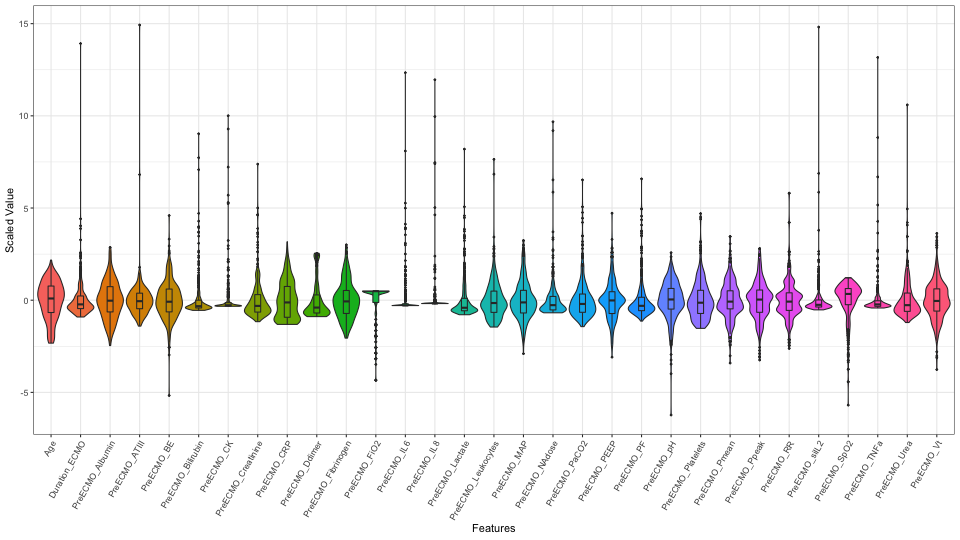 Scaled Value
15
10
5
0
-5
Age
Duration_ECMO
PreECMO_Albumin
PreECMO_ATIII
PreECMO_BE
PreECMO_Bilirubin
PreECMO_CK
PreECMO_Creatinine
PreECMO_CRP
PreECMO_Ddimer
PreECMO_Fibrinogen
PreECMO_FiO2
PreECMO_IL6
PreECMO_IL8
PreECMO_Lactate
PreECMO_Leukocytes
PreECMO_MAP
PreECMO_NAdose
PreECMO_PaCO2
PreECMO_PEEP
PreECMO_PF
PreECMO_pH
PreECMO_Platelets
PreECMO_Pmean
PreECMO_Ppeak
PreECMO_RR
PreECMO_siIL2
PreECMO_SpO2
PreECMO_TNFa
PreECMO_Urea
PreECMO_Vt
Features